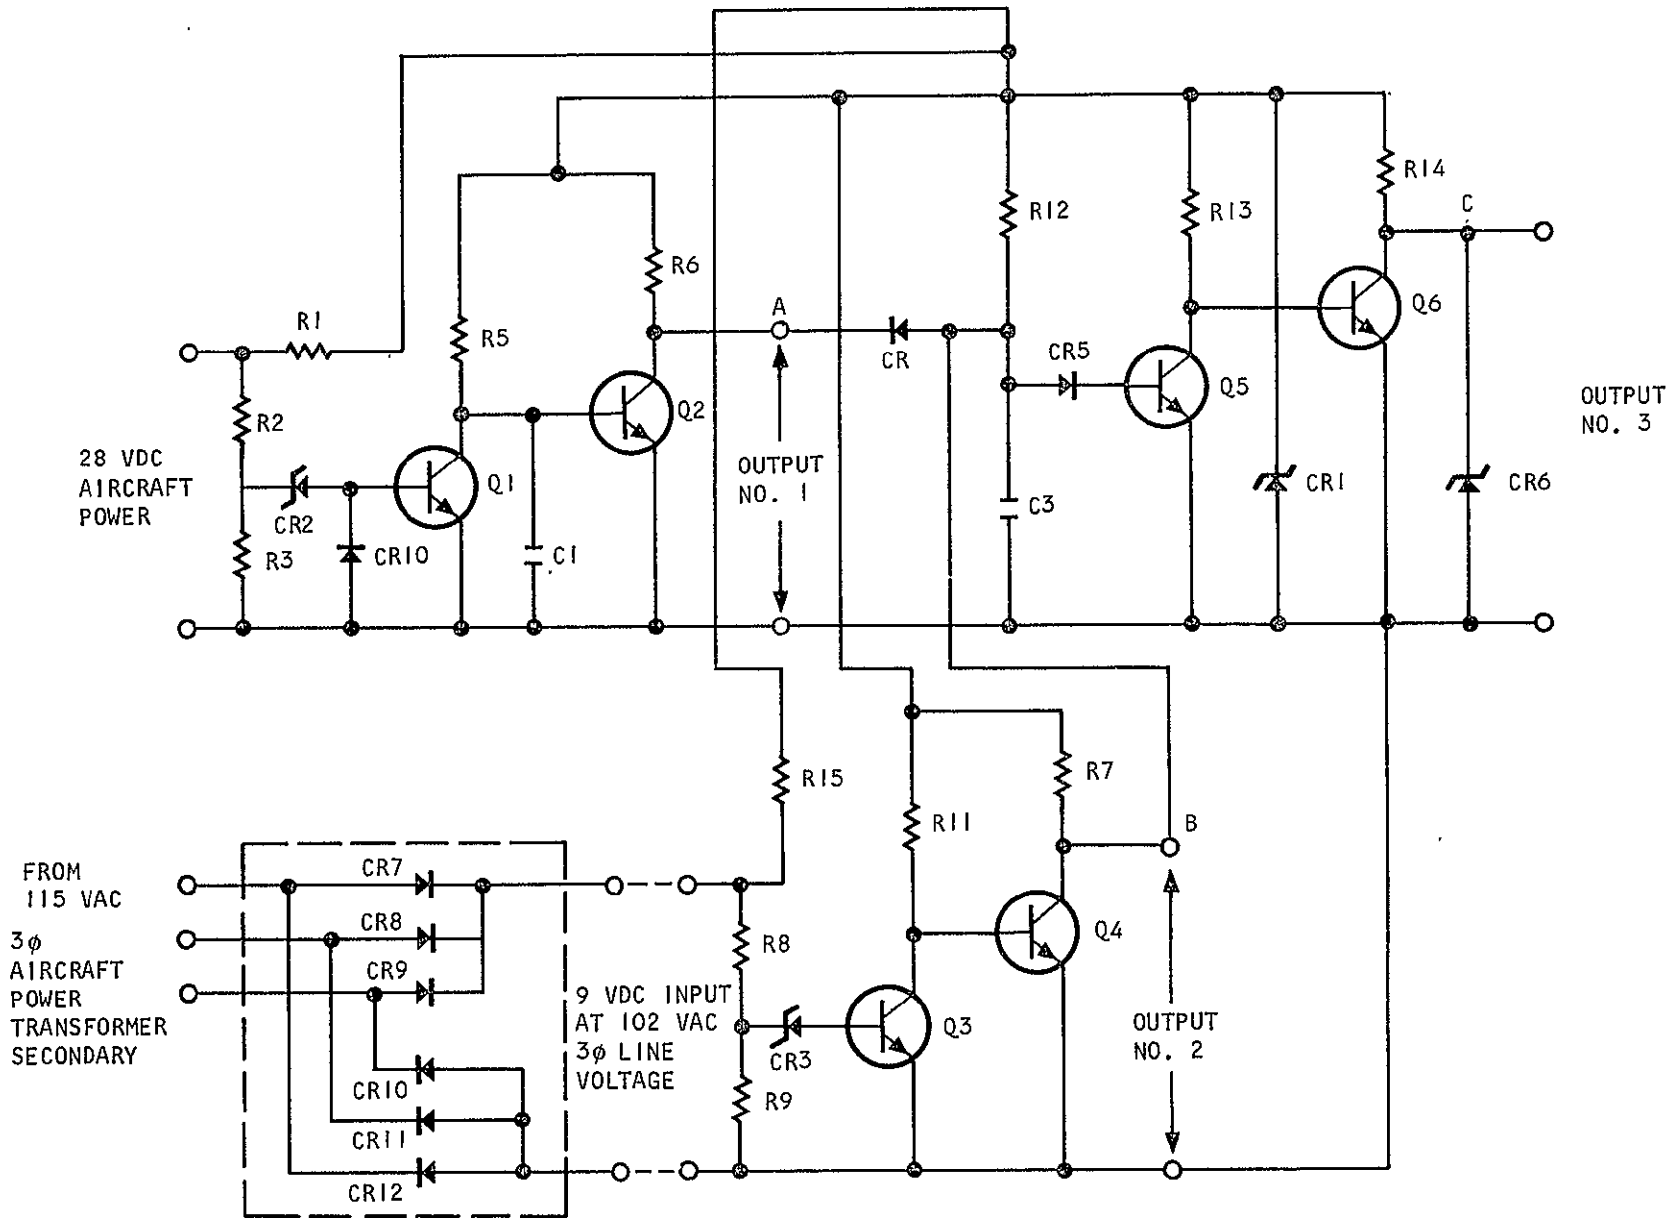 R1
R2
R3
CR2
CR10
28 VDC
AIRCRAFT
POWER
R5
R6
Q1
Q2
C1
A
OUTPUT
NO. 1
CR
R12
CR5
C3
R13
Q5
CR1
R14
C
Q6
CR6
OUTPUT
NO. 3
R15
R11
R7
B
FROM
115 VAC
3φ
AIRCRAFT
POWER
TRANSFORMER
SECONDARY
CR7
CR8
CR9
CR10
CR11
CR12
9 VDC INPUT
AT 102 VAC
3φ LINE
VOLTAGE
R8
R9
CR3
Q3
Q4
OUTPUT
NO. 2